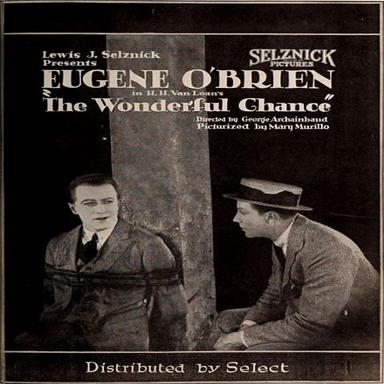 Lewis J. Selznick
Presents
SELZNICK
PICTURES
EUGENE O'BRIEN
in H. H. Van Loan's
"The Wonderful Chance"
Directed by George Archainbaud
Picturized by Mary Murillo
Distributed by Select